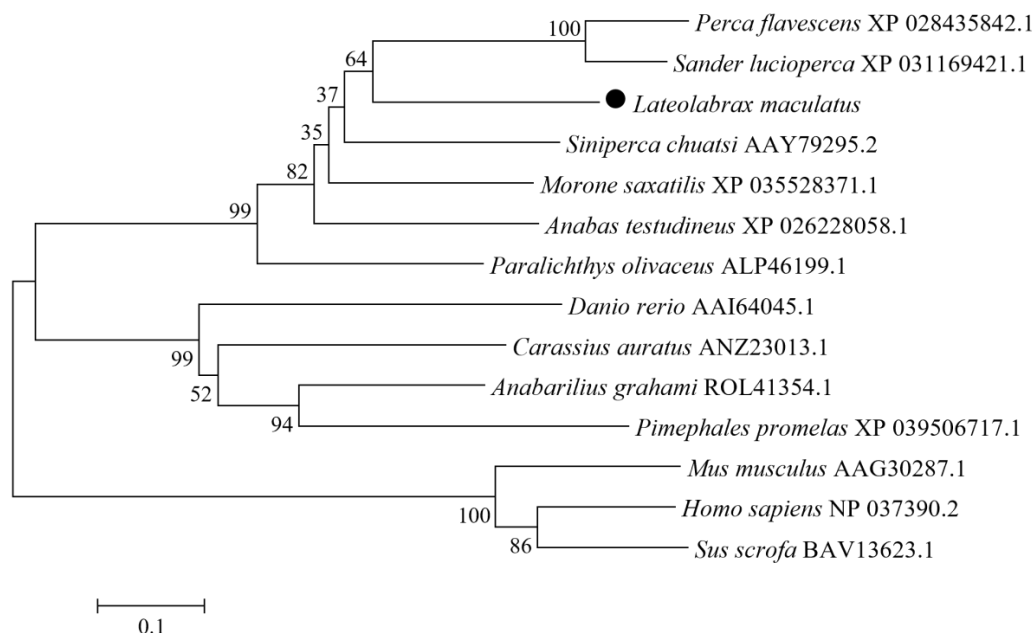 Perca flavescens XP 028435842.1
100
Sander lucioperca XP 031169421.1
64
Lateolabrax maculatus
37
Siniperca chuatsi AAY79295.2
35
Morone saxatilis XP 035528371.1
82
Anabas testudineus XP 026228058.1
99
Paralichthys olivaceus ALP46199.1
Danio rerio AAI64045.1
99
Carassius auratus ANZ23013.1
52
Anabarilius grahami ROL41354.1
94
Pimephales promelas XP 039506717.1
Mus musculus AAG30287.1
100
Homo sapiens NP 037390.2
86
Sus scrofa BAV13623.1
0.1